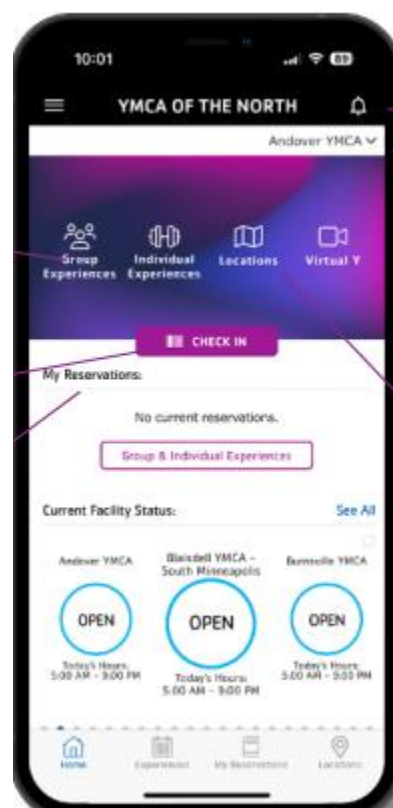 10:01
89
YMCA OF THE NORTH
Andover YMCA
Group Experiences
Individual Experiences
Locations
Virtual Y
CHECK IN
My Reservations:
No current reservations.
Group & Individual Experiences
Current Facility Status:
See All
Andover YMCA
OPEN
Today's Hours:
5:00 AM - 9:00 PM
Blaisdell YMCA -
South Minneapolis
OPEN
Today's Hours:
5:00 AM - 9:00 PM
Burnsville YMCA
OPEN
Today's Hours:
5:00 AM - 9:00 PM
Home
Experiences
My Reservations
Locations